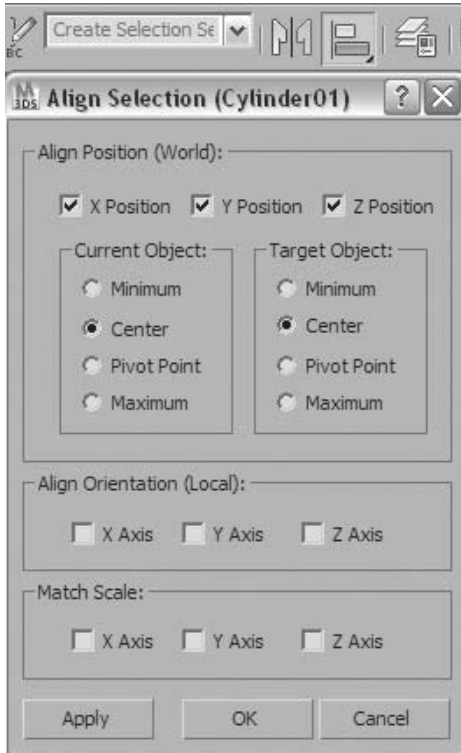 Create Selection Se
BC
M
3DS
Align Selection (Cylinder01)
?
Align Position (World):
X Position Y Position Z Position
Current Object: Target Object:
Minimum Minimum
Center Center
Pivot Point Pivot Point
Maximum Maximum
Align Orientation (Local):
X Axis Y Axis Z Axis
Match Scale:
X Axis Y Axis Z Axis
Apply OK Cancel